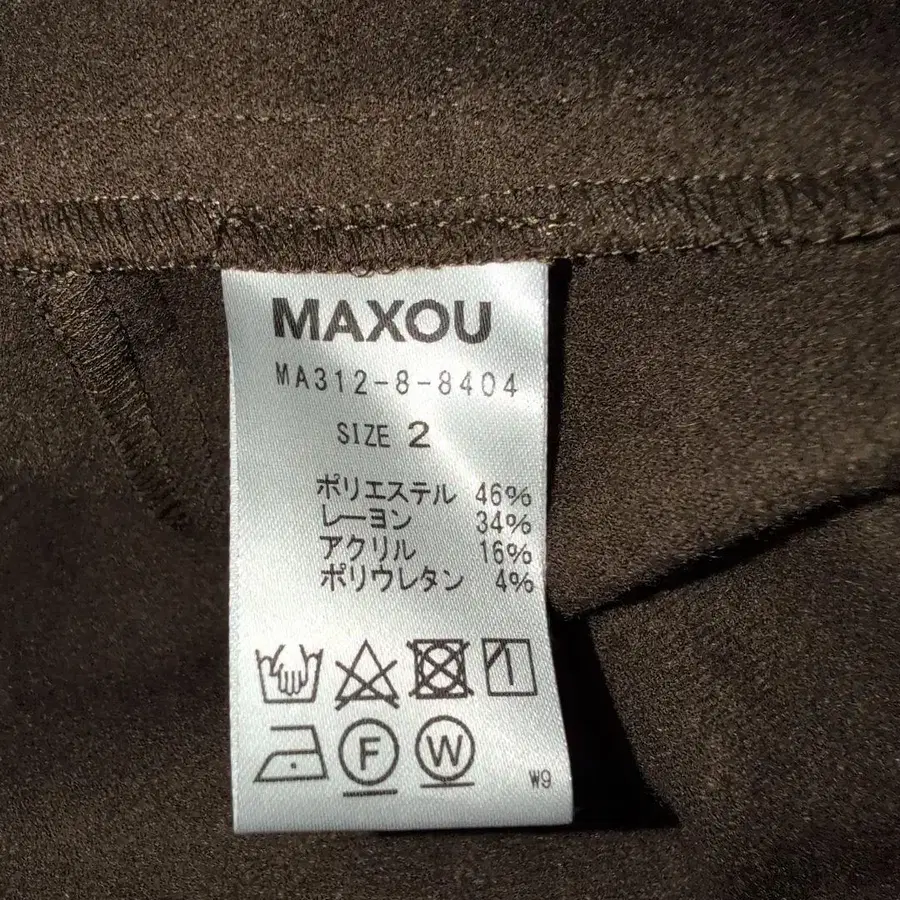 MAXOU
MA312-8-8404
SIZE 2
ポリエステル 46%
レーヨン 34%
アクリル 16%
ポリウレタン 4%
F W
W9